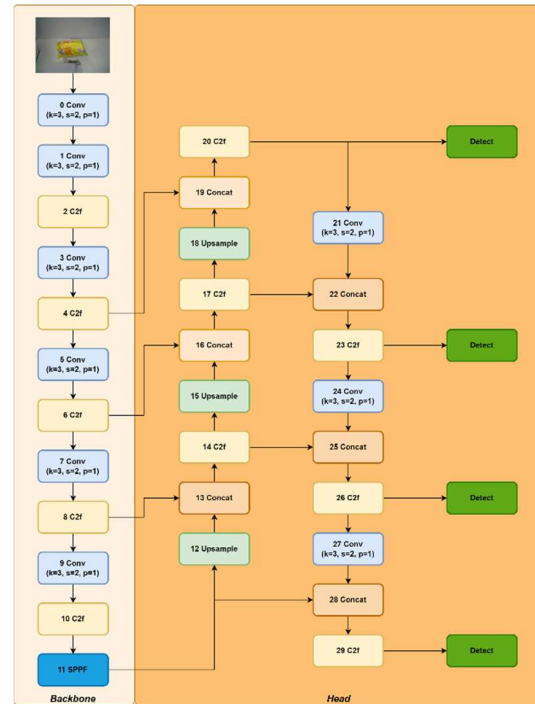 0 Conv
(k=3, s=2, p=1)
1 Conv
(k=3, s=2, p=1)
2 C2f
3 Conv
(k=3, s=2, p=1)
4 C2f
5 Conv
(k=3, s=2, p=1)
6 C2f
7 Conv
(k=3, s=2, p=1)
8 C2f
9 Conv
(k=3, s=2, p=1)
10 C2f
11 SPPF
Backbone
20 C2f
19 Concat
18 Upsample
17 C2f
16 Concat
15 Upsample
14 C2f
13 Concat
12 Upsample
21 Conv
(k=3, s=2, p=1)
22 Concat
23 C2f
24 Conv
(k=3, s=2, p=1)
25 Concat
26 C2f
27 Conv
(k=3, s=2, p=1)
28 Concat
29 C2f
Detect
Detect
Detect
Detect
Head